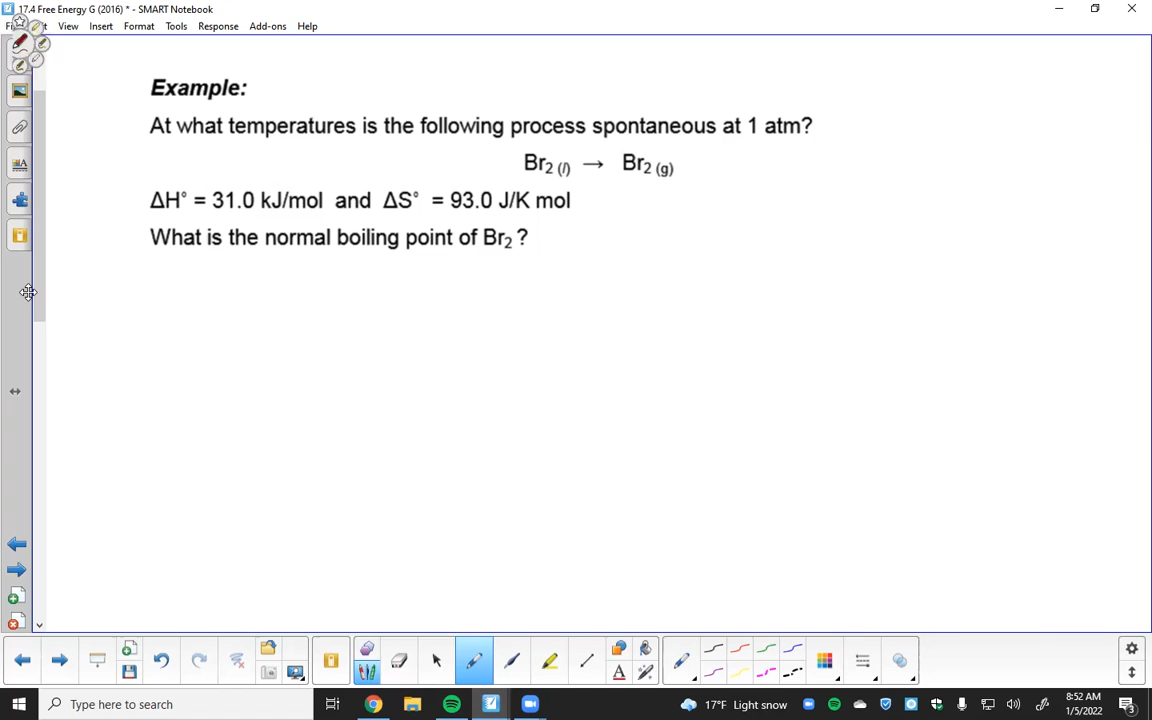 17.4 Free Energy G (2016) * - SMART Notebook
View Insert Format Tools Response Add-ons Help
Example:
At what temperatures is the following process spontaneous at 1 atm?
Br2 (l) → Br2 (g)
ΔH° = 31.0 kJ/mol and ΔS° = 93.0 J/K mol
What is the normal boiling point of Br2 ?
Type here to search
17°F Light snow
8:52 AM
1/5/2022
3